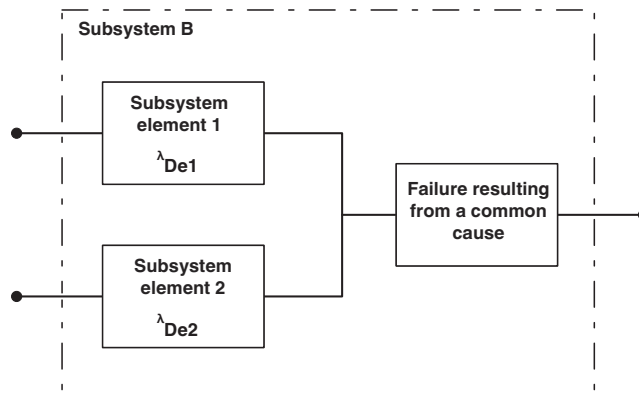 Subsystem B
Subsystem
element 1
λDe1
Failure resulting
from a common
cause
Subsystem
element 2
λDe2